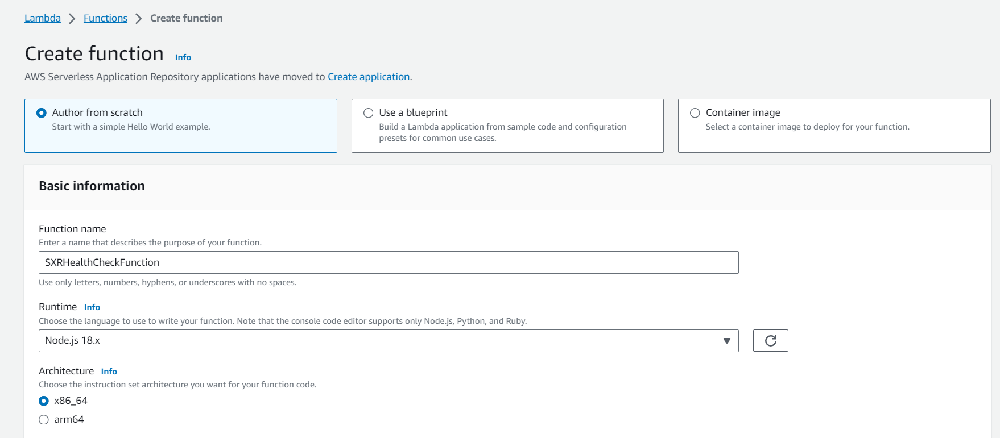 Lambda Functions Create function
Create function Info
AWS Serverless Application Repository applications have moved to Create application.
Author from scratch
Start with a simple Hello World example.
Use a blueprint
Build a Lambda application from sample code and configuration
presets for common use cases.
Container image
Select a container image to deploy for your function.
Basic information
Function name
Enter a name that describes the purpose of your function.
SXRHealthCheckFunction
Use only letters, numbers, hyphens, or underscores with no spaces.
Runtime Info
Choose the language to use to write your function. Note that the console code editor supports only Node.js, Python, and Ruby.
Node.js 18.x
Architecture Info
Choose the instruction set architecture you want for your function code.
x86_64
arm64